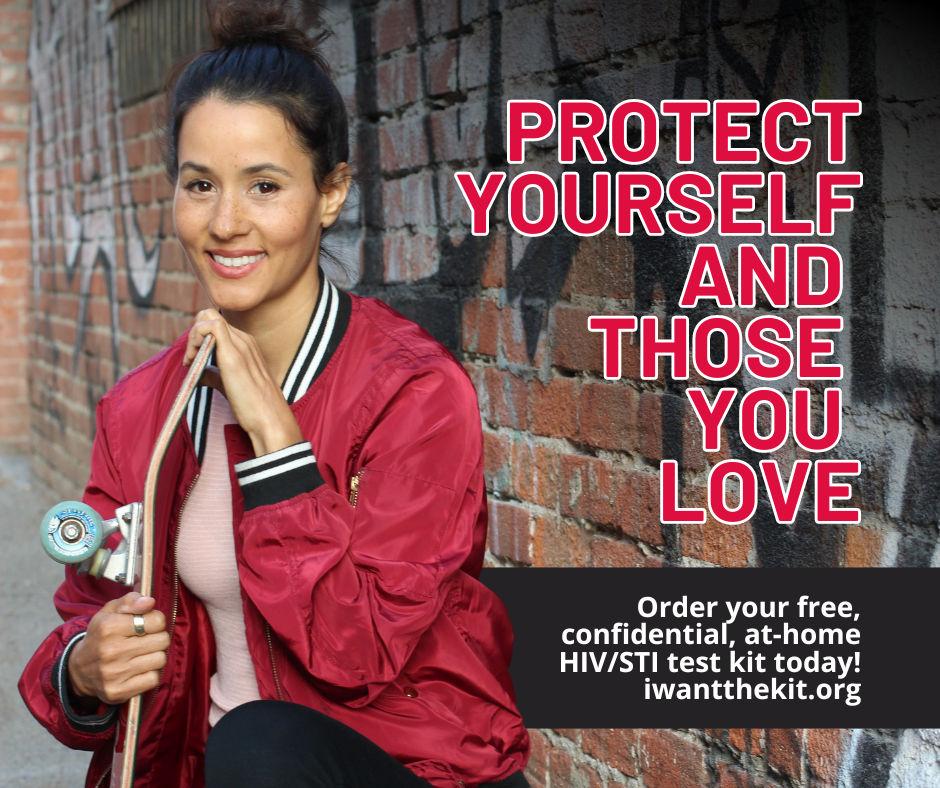 PROTECT
YOURSELF
AND
THOSE
YOU
LOVE
Order your free,
confidential, at-home
HIV/STI test kit today!
iwantthekit.org